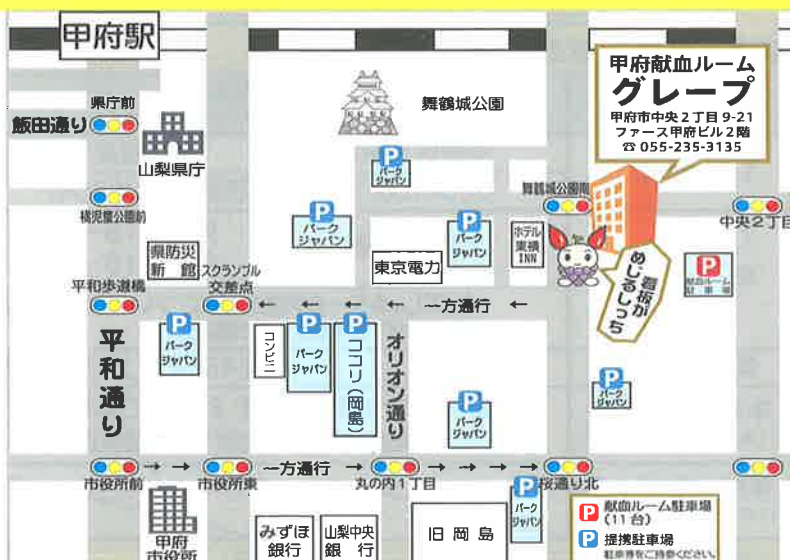 甲府駅
甲府献血ルーム
グレープ
甲府市中央2丁目9-21
ファース甲府ビル2階
☎ 055-235-3135
県庁前
飯田通り
山梨県庁
舞鶴城公園
P
パーク
ジャパン
横児童公園前
P
パーク
ジャパン
P
パーク
ジャパン
ホテル
東横
INN
舞鶴城公園南
中央2丁目
県防災
新館
スクランブル
交差点
東京電力
看板が
めじるしっち
P
献血ルーム
駐車場
平和歩道橋
← ← ← ← 一方通行 ←
平和通り
P
パーク
ジャパン
コンビニ
P
パーク
ジャパン
P
ココリ(岡島)
オリオン通り
P
パーク
ジャパン
P
パーク
ジャパン
→ → 一方通行 → → → → →
市役所前
市役所東
丸の内1丁目
桜通り北
甲府
市役所
みずほ
銀行
山梨中央
銀行
旧岡島
P
パーク
ジャパン
P 献血ルーム駐車場
(11台)
P 提携駐車場
駐車券をご持参ください。